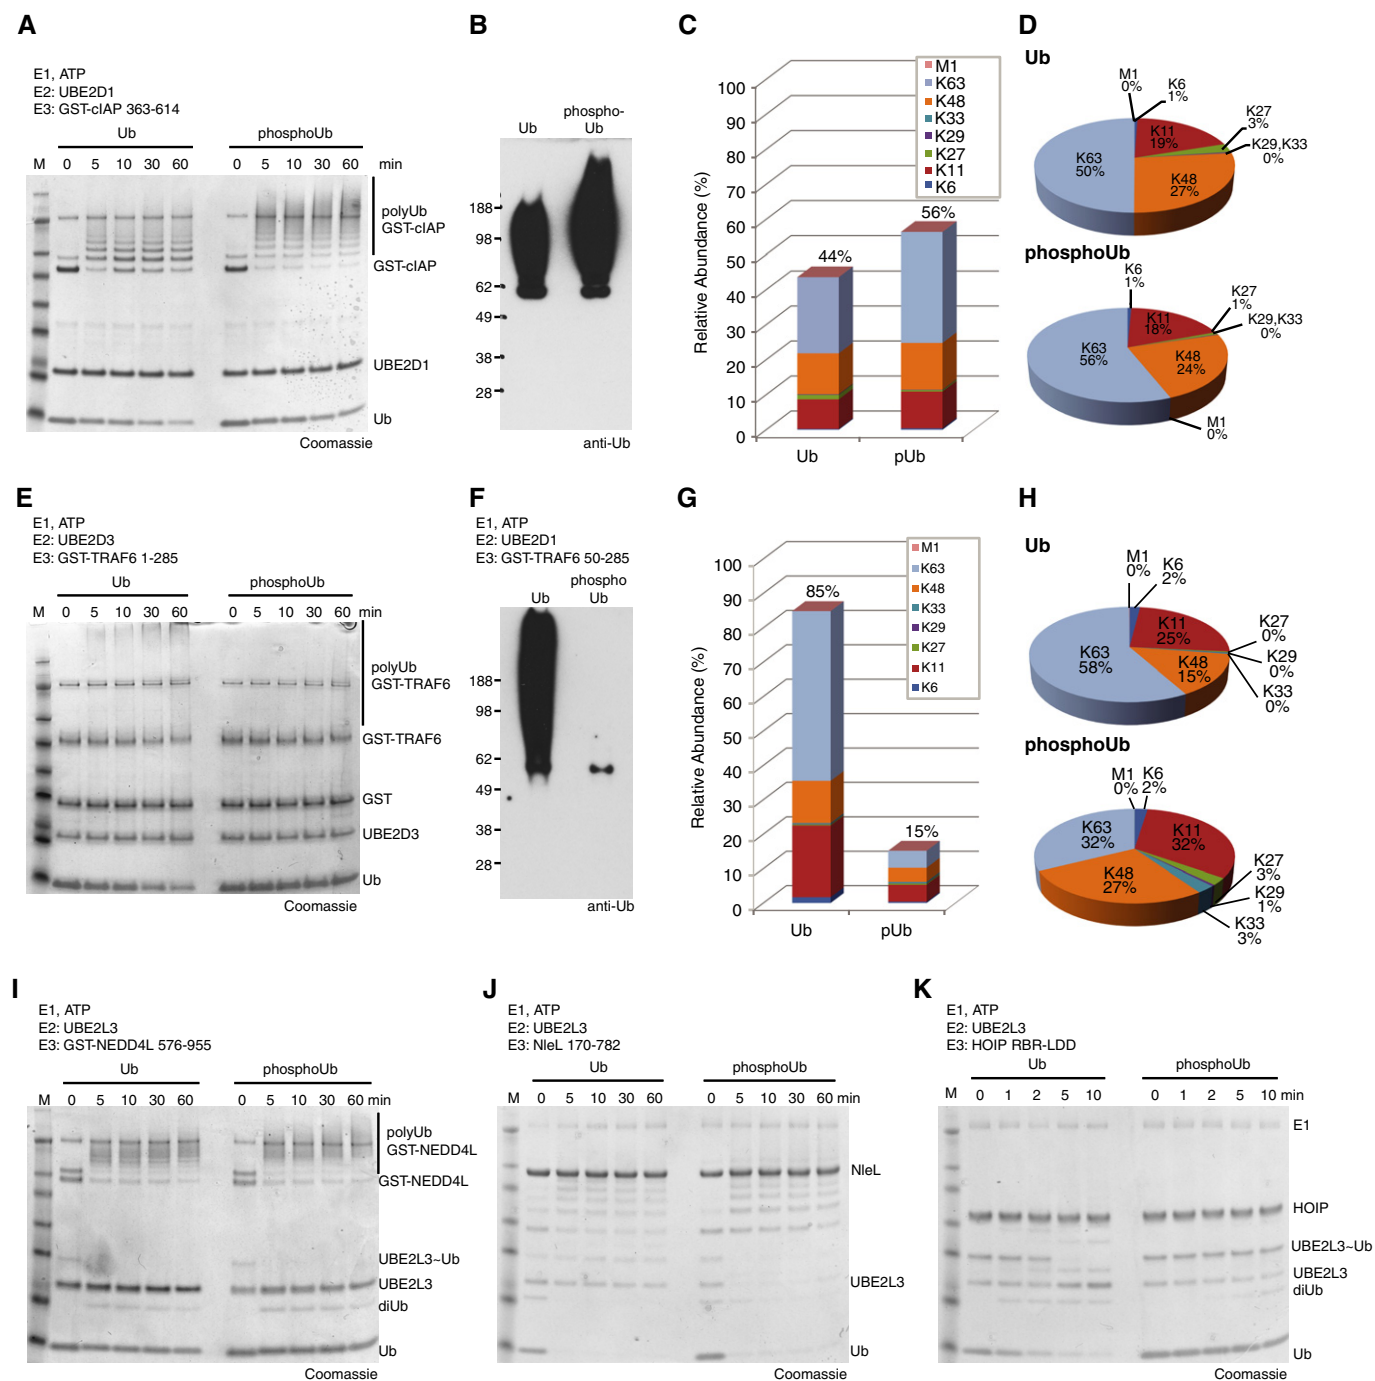 A
E1, ATP
E2: UBE2D1
E3: GST-cIAP 363-614
Ub
phosphoUb
M 0 5 10 30 60 0 5 10 30 60 min
polyUb
GST-cIAP
GST-cIAP
UBE2D1
Ub
Coomassie
B
Ub
phospho-
Ub
188
98
62
49
38
28
anti-Ub
C
Relative Abundance (%)
100
90
80
70
60
50
40
30
20
10
0
M1
K63
K48
K33
K29
K27
K11
K6
44%
56%
Ub
pUb
D
Ub
M1
0%
K6
1%
K11
19%
K27
3%
K29,K33
0%
K48
27%
K63
50%
phosphoUb
K6
1%
K11
18%
K27
1%
K29,K33
0%
K48
24%
K63
56%
M1
0%
E
E1, ATP
E2: UBE2D3
E3: GST-TRAF6 1-285
Ub
phosphoUb
M 0 5 10 30 60 0 5 10 30 60 min
polyUb
GST-TRAF6
GST-TRAF6
GST
UBE2D3
Ub
Coomassie
F
E1, ATP
E2: UBE2D1
E3: GST-TRAF6 50-285
Ub
phospho
Ub
188
98
62
49
38
28
anti-Ub
G
Relative Abundance (%)
100
90
80
70
60
50
40
30
20
10
0
M1
K63
K48
K33
K29
K27
K11
K6
85%
15%
Ub
pUb
H
Ub
M1
0%
K6
2%
K11
25%
K27
0%
K29
0%
K33
0%
K48
15%
K63
58%
phosphoUb
M1
0%
K6
2%
K11
32%
K27
3%
K29
1%
K33
3%
K48
27%
K63
32%
I
E1, ATP
E2: UBE2L3
E3: GST-NEDD4L 576-955
Ub
phosphoUb
M 0 5 10 30 60 0 5 10 30 60 min
polyUb
GST-NEDD4L
GST-NEDD4L
UBE2L3~Ub
UBE2L3
diUb
Ub
Coomassie
J
E1, ATP
E2: UBE2L3
E3: NleL 170-782
Ub
phosphoUb
M 0 5 10 30 60 0 5 10 30 60 min
NleL
UBE2L3
Ub
Coomassie
K
E1, ATP
E2: UBE2L3
E3: HOIP RBR-LDD
Ub
phosphoUb
M 0 1 2 5 10 0 1 2 5 10 min
E1
HOIP
UBE2L3~Ub
UBE2L3
diUb
Ub
Coomassie